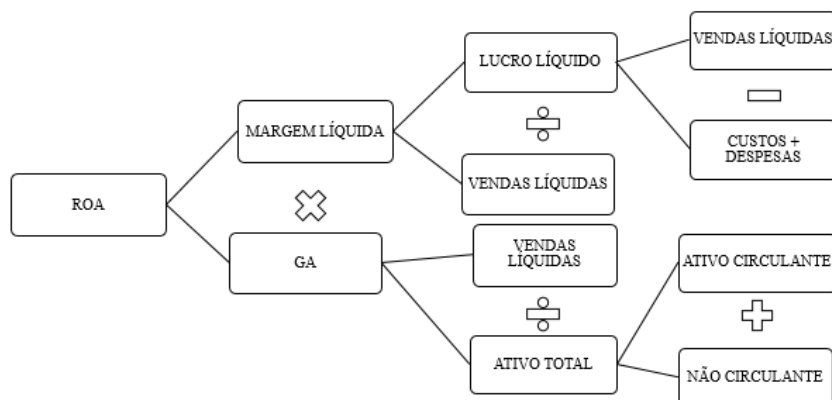 VENDAS LÍQUIDAS
LUCRO LÍQUIDO
MARGEM LÍQUIDA
CUSTOS +
DESPESAS
VENDAS LÍQUIDAS
ROA
VENDAS
LÍQUIDAS
GA
ATIVO CIRCULANTE
ATIVO TOTAL
NÃO CIRCULANTE